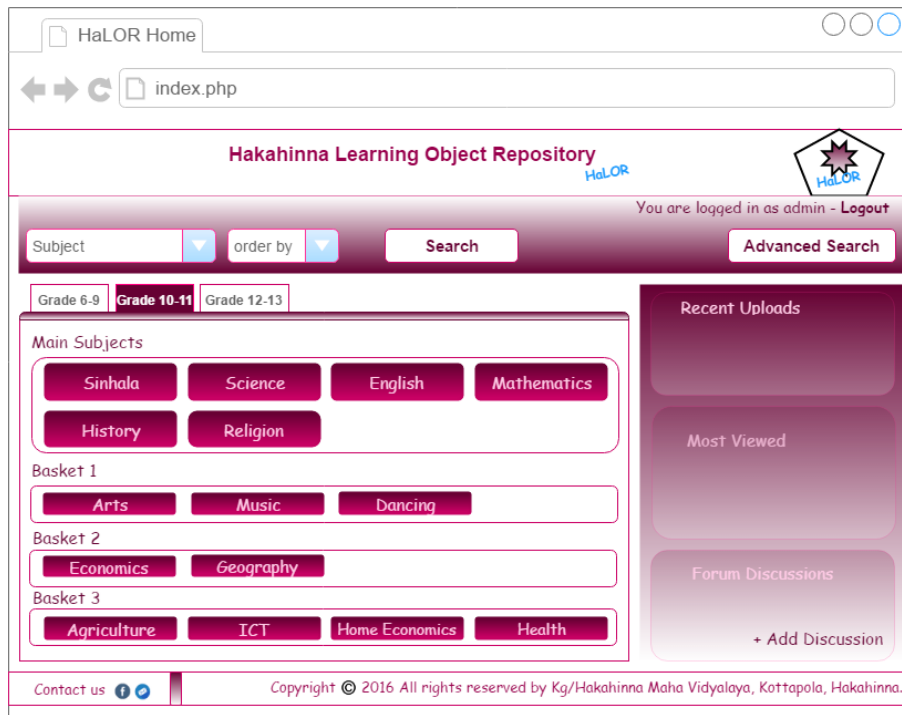 HaLOR Home
index.php
Hakahinna Learning Object Repository
HaLOR
HaLOR
You are logged in as admin - Logout
Subject
order by
Search
Advanced Search
Grade 6-9
Grade 10-11
Grade 12-13
Main Subjects
Sinhala Science English Mathematics
History Religion
Basket 1
Arts Music Dancing
Basket 2
Economics Geography
Basket 3
Agriculture ICT Home Economics Health
Recent Uploads
Most Viewed
Forum Discussions
+ Add Discussion
Contact us
Copyright © 2016 All rights reserved by Kg/Hakahinna Maha Vidyalaya, Kottapola, Hakahinna.